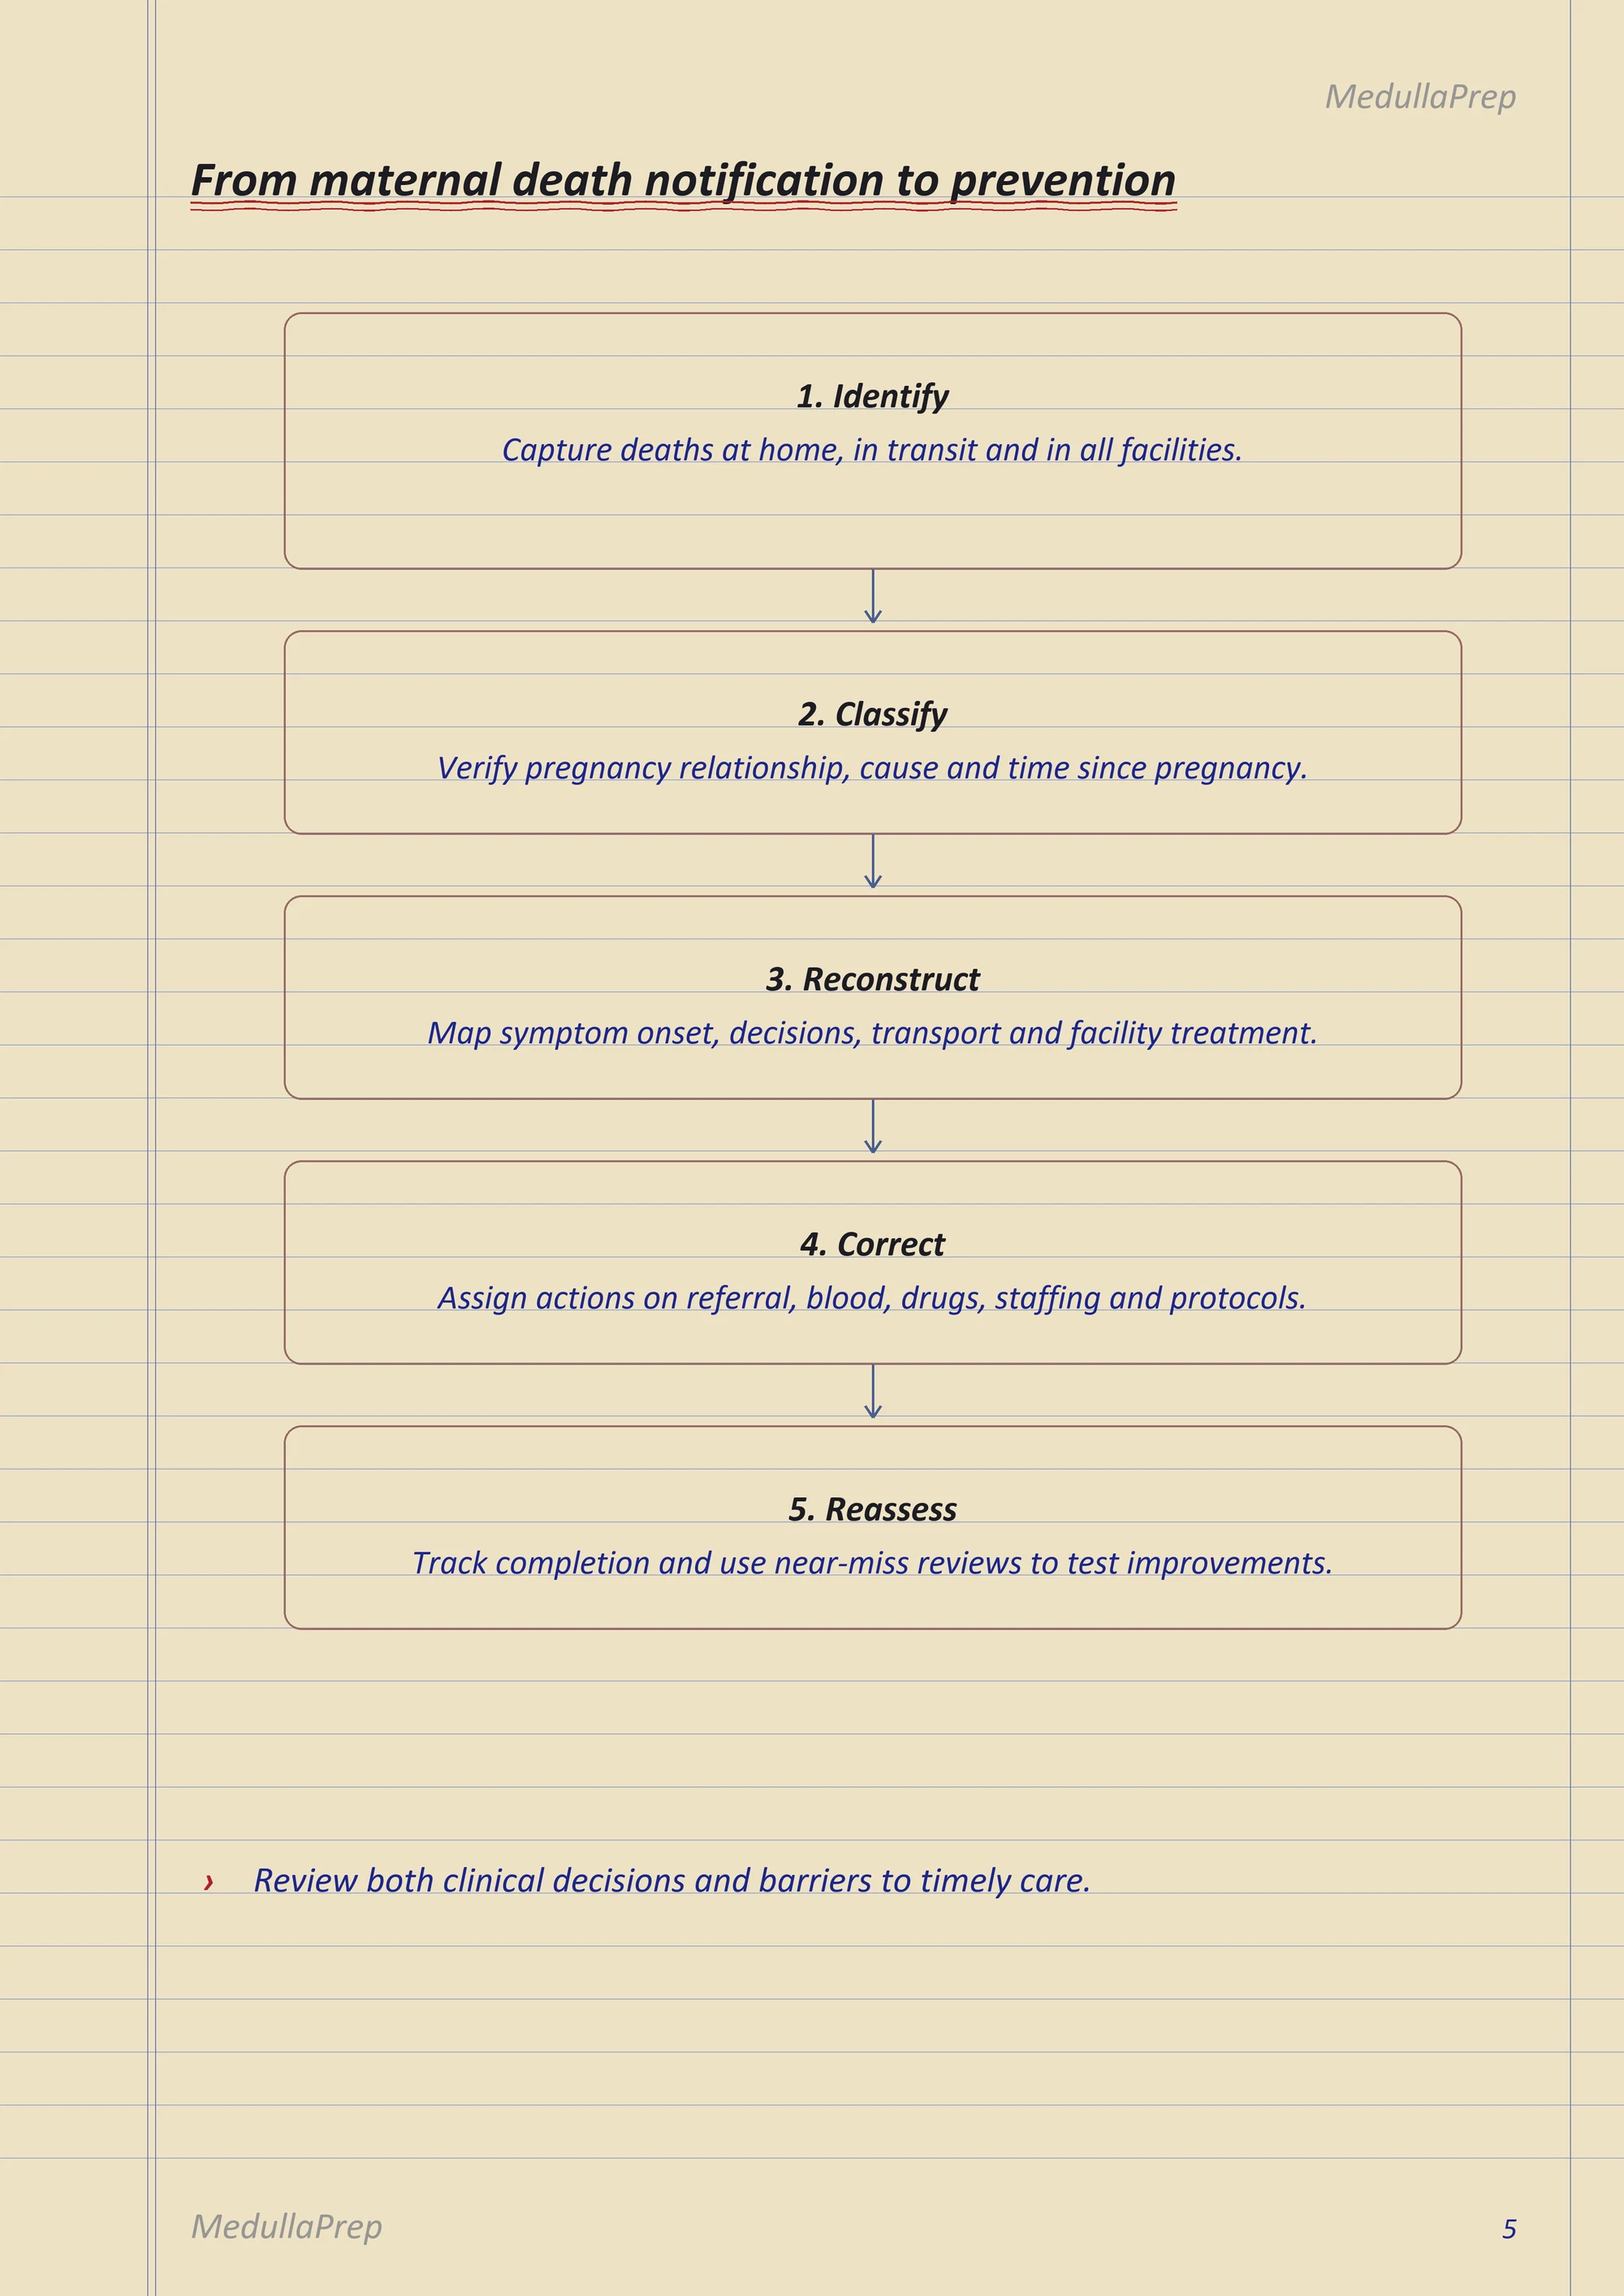 MedullaPrep
From maternal death notification to prevention
1. Identify
Capture deaths at home, in transit and in all facilities.
2. Classify
Verify pregnancy relationship, cause and time since pregnancy.
3. Reconstruct
Map symptom onset, decisions, transport and facility treatment.
4. Correct
Assign actions on referral, blood, drugs, staffing and protocols.
5. Reassess
Track completion and use near-miss reviews to test improvements.
› Review both clinical decisions and barriers to timely care.
MedullaPrep
5